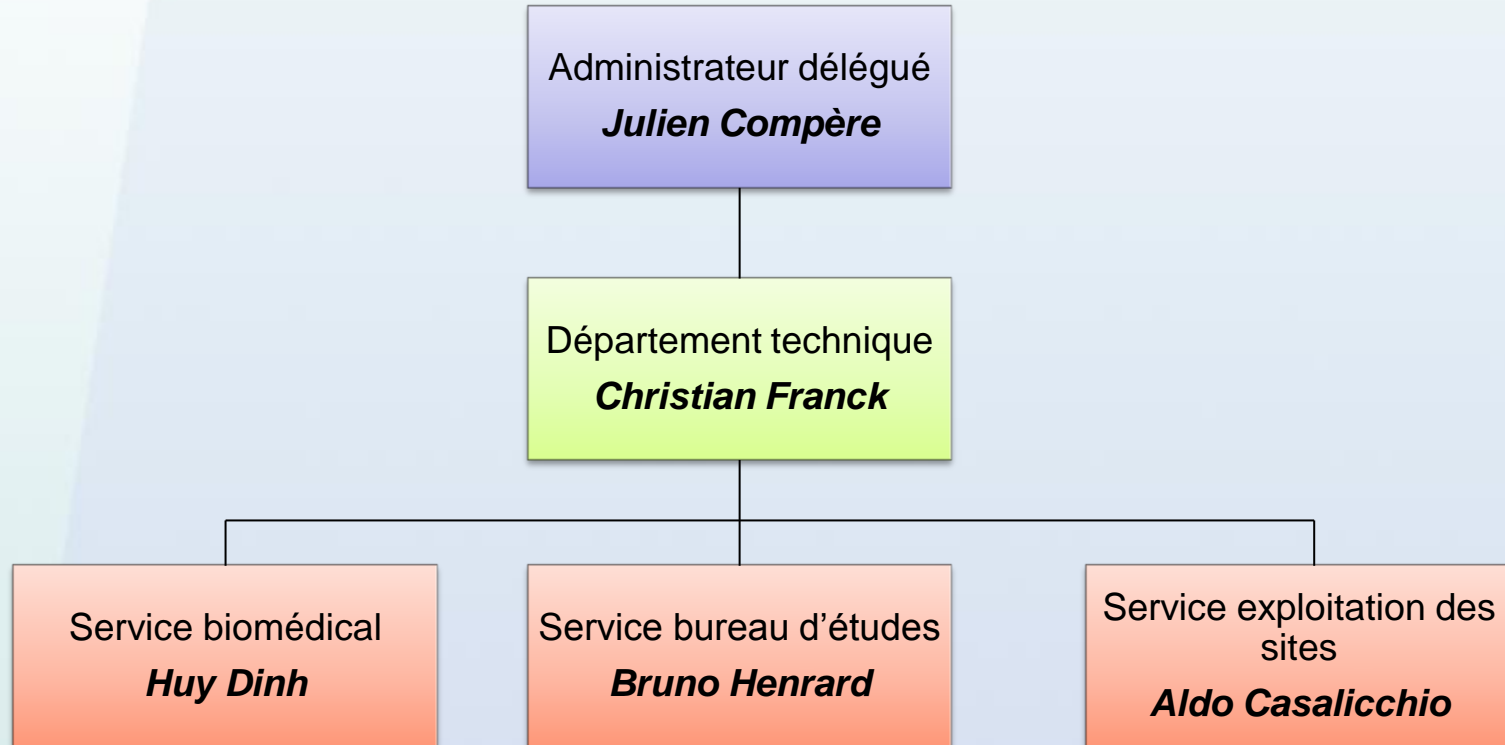 Administrateur délégué
Julien Compère
Département technique
Christian Franck
Service biomédical
Huy Dinh
Service bureau d’études
Bruno Henrard
Service exploitation des
sites
Aldo Casalicchio